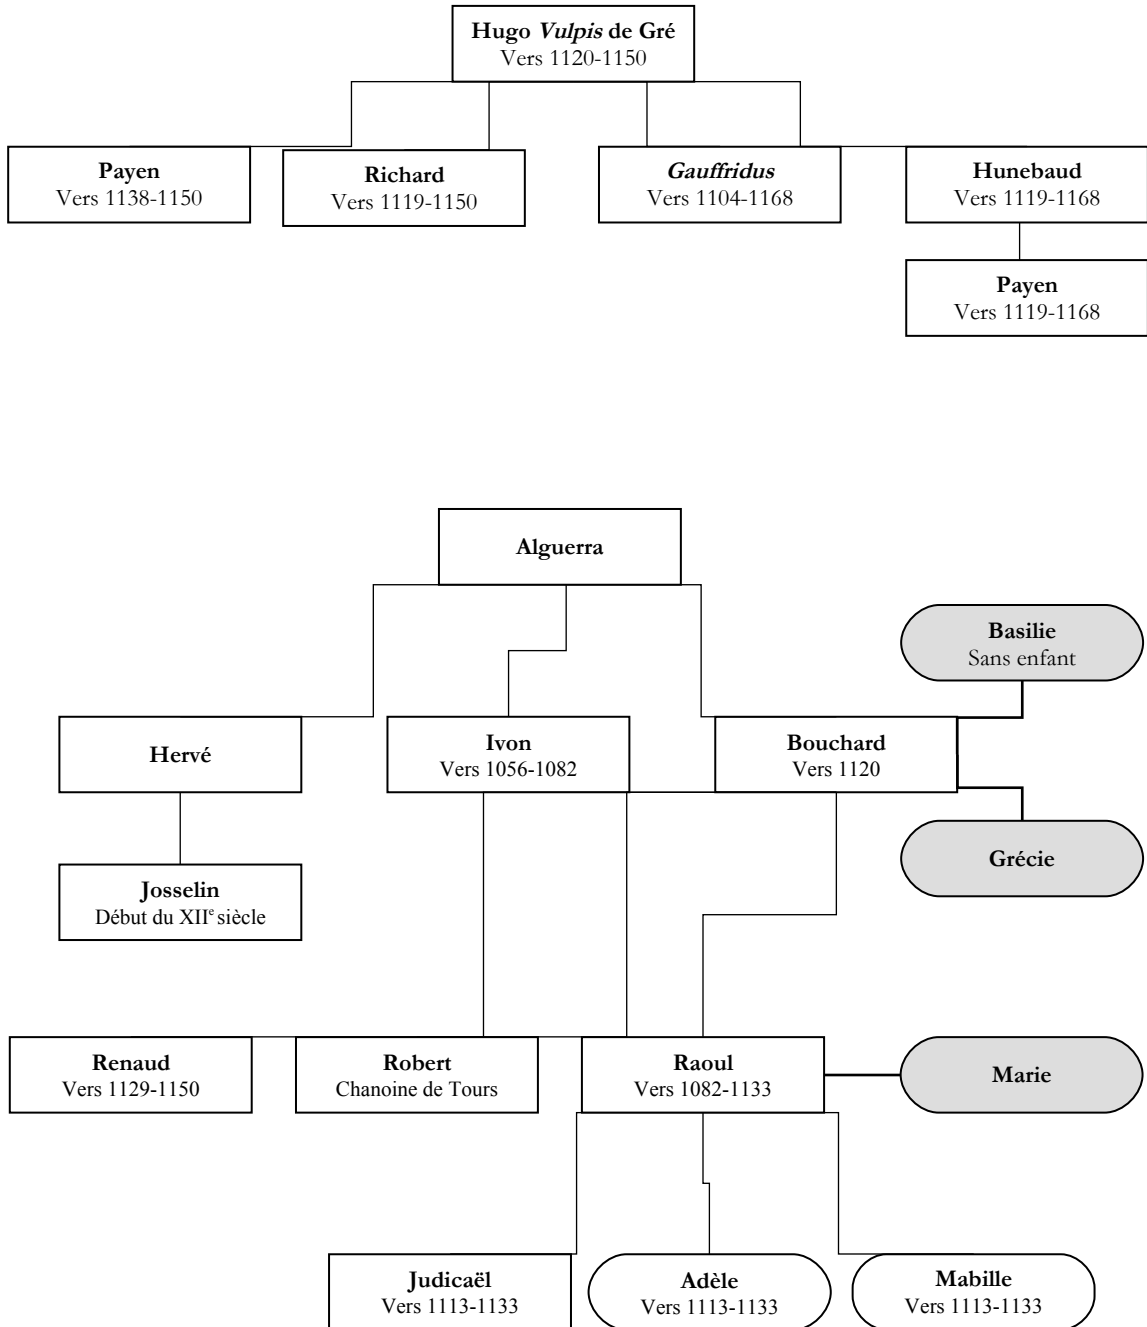 Hugo Vulpis de Gré
Vers 1120-1150
Payen
Vers 1138-1150
Richard
Vers 1119-1150
Gauffridus
Vers 1104-1168
Hunebaud
Vers 1119-1168
Payen
Vers 1119-1168
Alguerra
Basilie
Sans enfant
Hervé
Ivon
Vers 1056-1082
Bouchard
Vers 1120
Grécie
Josselin
Début du XIIe siècle
Renaud
Vers 1129-1150
Robert
Chanoine de Tours
Raoul
Vers 1082-1133
Marie
Judicaël
Vers 1113-1133
Adèle
Vers 1113-1133
Mabille
Vers 1113-1133